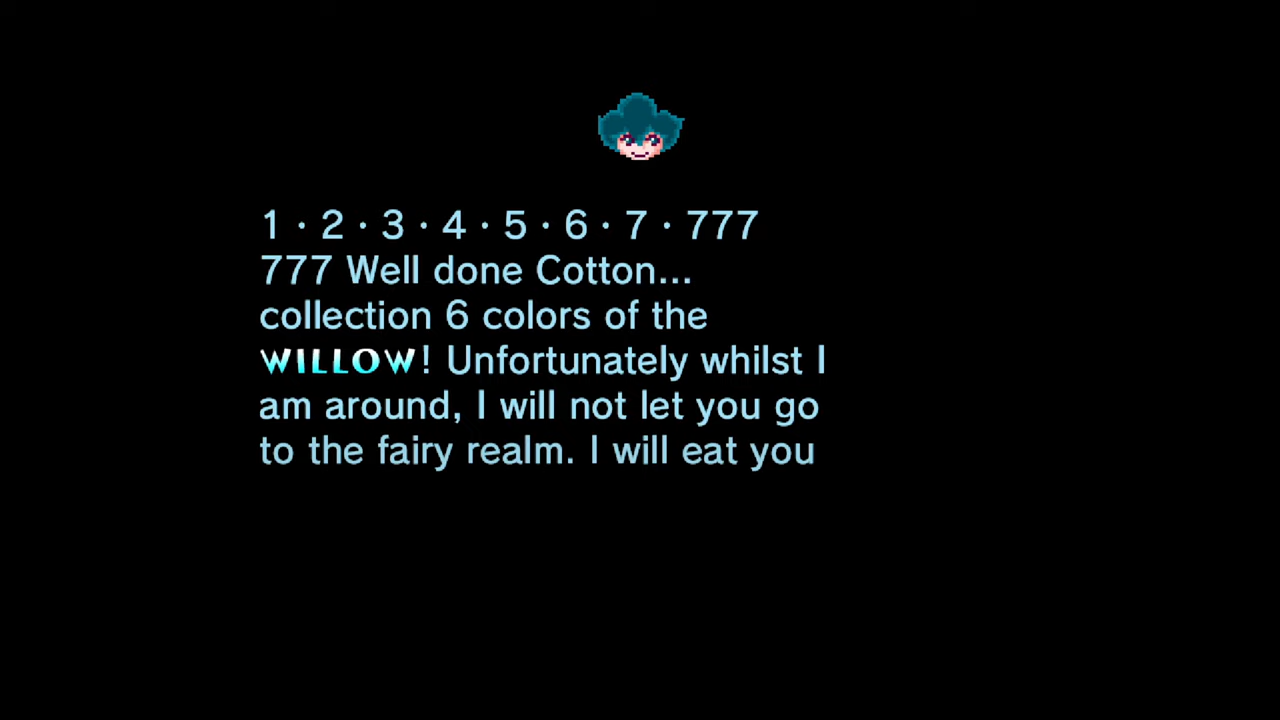 1・2・3・4・5・6・7・777
777 Well done Cotton...
collection 6 colors of the
WILLOW! Unfortunately whilst I
am around, I will not let you go
to the fairy realm. I will eat you